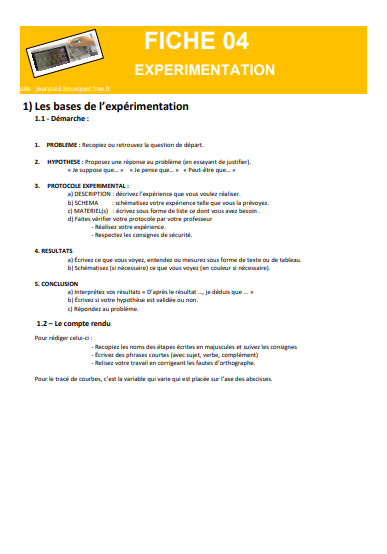 FICHE 04
EXPERIMENTATION
site : jeanpaul.bousquet.free.fr
1) Les bases de l'expérimentation
1.1 - Démarche :
1. PROBLEME : Recopiez ou retrouvez la question de départ.
2. HYPOTHESE : Proposez une réponse au problème (en essayant de justifier).
« Je suppose que... » « Je pense que... » « Peut-être que... »
3. PROTOCOLE EXPERIMENTAL :
a) DESCRIPTION : décrivez l'expérience que vous voulez réaliser.
b) SCHEMA : schématisez votre expérience telle que vous la prévoyez.
c) MATERIEL(s) : écrivez sous forme de liste ce dont vous avez besoin .
d) Faites vérifier votre protocole par votre professeur
- Réalisez votre expérience.
- Respectez les consignes de sécurité.
4. RESULTATS
a) Écrivez ce que vous voyez, entendez ou mesurez sous forme de texte ou de tableau.
b) Schématisez (si nécessaire) ce que vous voyez (en couleur si nécessaire).
5. CONCLUSION
a) Interprétez vos résultats « D'après le résultat ..., je déduis que ... »
b) Écrivez si votre hypothèse est validée ou non.
c) Répondez au problème.
1.2 – Le compte rendu
Pour rédiger celui-ci :
- Recopiez les noms des étapes écrites en majuscules et suivez les consignes
- Écrivez des phrases courtes (avec sujet, verbe, complément)
- Relisez votre travail en corrigeant les fautes d'orthographe.
Pour le tracé de courbes, c'est la variable qui varie qui est placée sur l'axe des abscisses.